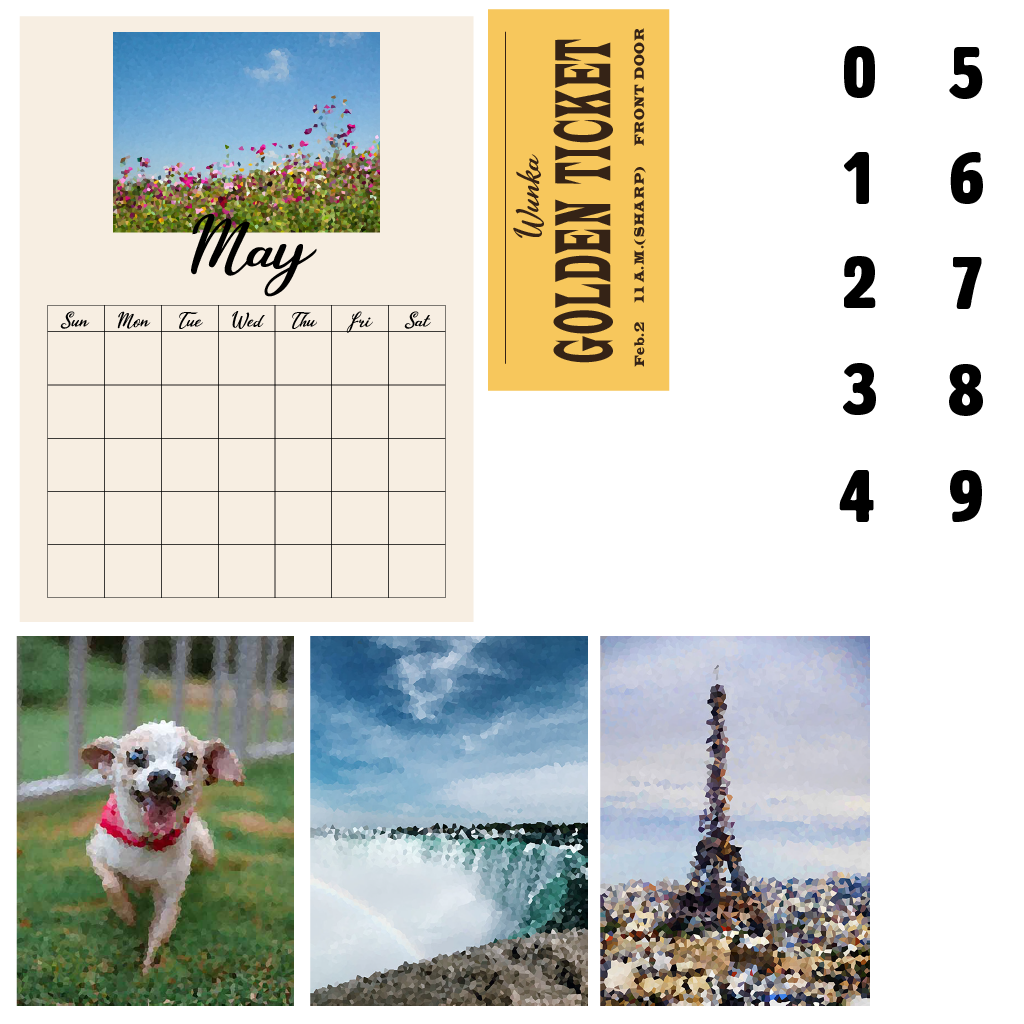 May
Sun Mon Tue Wed Thu Fri Sat
Wunka
GOLDEN TICKET
Feb.2 11A.M.(SHARP) FRONT DOOR
0 5
1 6
2 7
3 8
4 9